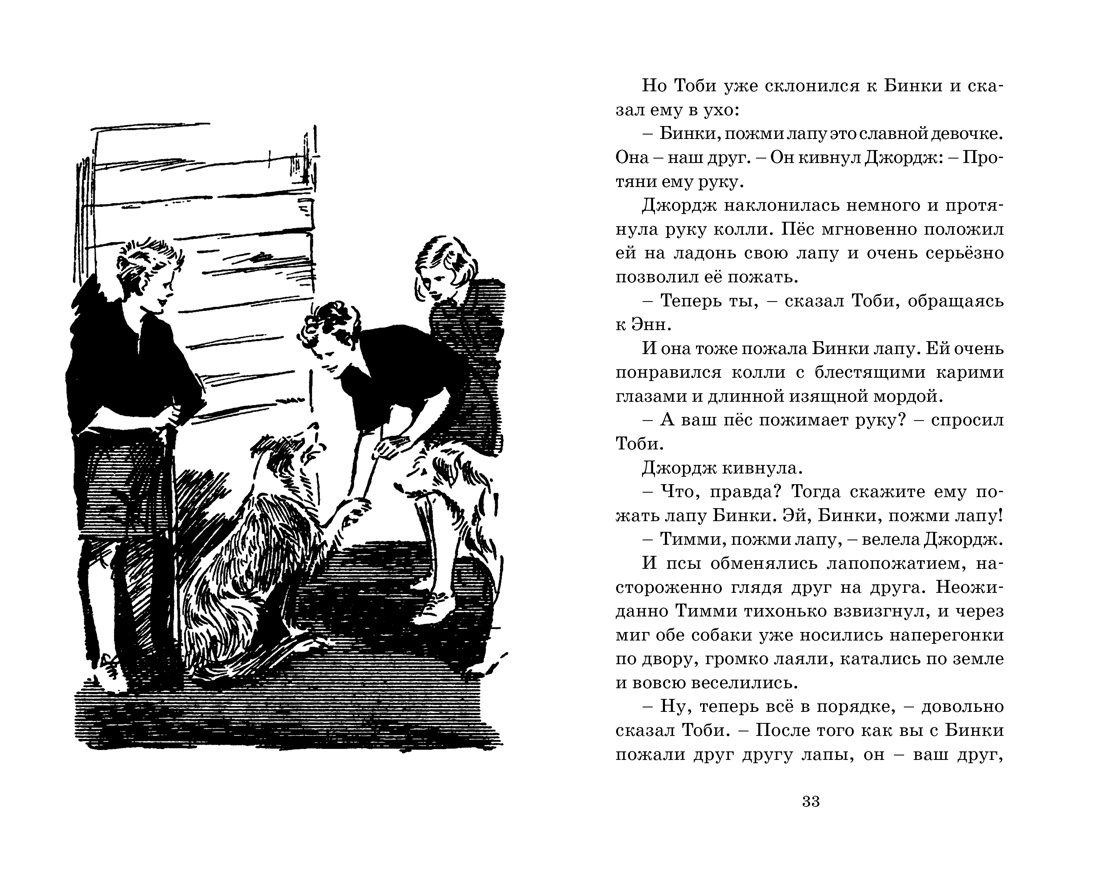 Но Тоби уже склонился к Бинки и ска-
зал ему в ухо:
– Бинки, пожми лапу это славной девочке.
Она – наш друг. – Он кивнул Джордж: – Про-
тяни ему руку.
Джордж наклонилась немного и протя-
нула руку колли. Пёс мгновенно положил
ей на ладонь свою лапу и очень серьёзно
позволил её пожать.
– Теперь ты, – сказал Тоби, обращаясь
к Энн.
И она тоже пожала Бинки лапу. Ей очень
понравился колли с блестящими карими
глазами и длинной изящной мордой.
– А ваш пёс пожимает руку? – спросил
Тоби.
Джордж кивнула.
– Что, правда? Тогда скажите ему по-
жать лапу Бинки. Эй, Бинки, пожми лапу!
– Тимми, пожми лапу, – велела Джордж.
И псы обменялись лапопожатием, на-
стороженно глядя друг на друга. Неожи-
данно Тимми тихонько взвизгнул, и через
миг обе собаки уже носились наперегонки
по двору, громко лаяли, катались по земле
и вовсю веселились.
– Ну, теперь всё в порядке, – довольно
сказал Тоби. – После того как вы с Бинки
пожали друг другу лапы, он – ваш друг,
33